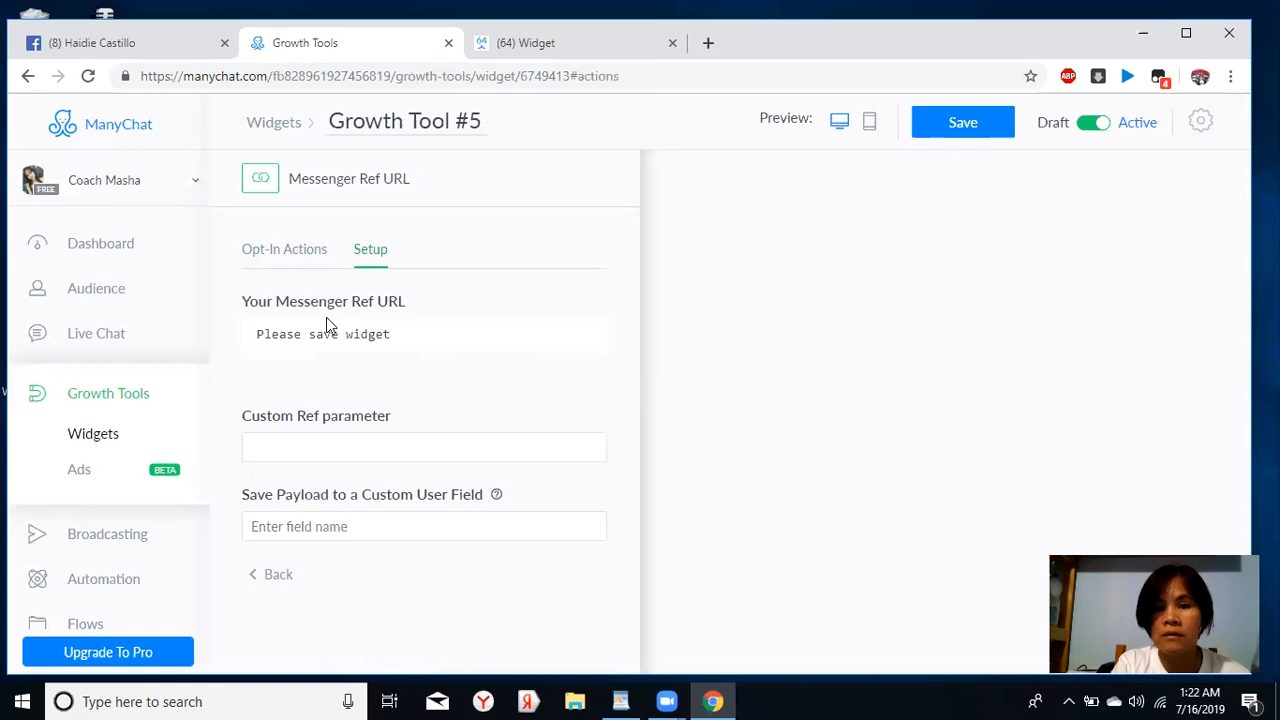 (8) Haidie Castillo
Growth Tools
(64) Widget
https://manychat.com/fb828961927456819/growth-tools/widget/6749413#actions
ABP
4
ManyChat
Widgets
Growth Tool #5
Preview:
Save
Draft
Active
FREE
Coach Masha
Messenger Ref URL
Dashboard
Opt-In Actions
Setup
Audience
Your Messenger Ref URL
Live Chat
Please save widget
Growth Tools
Custom Ref parameter
Widgets
Ads
BETA
Save Payload to a Custom User Field
Enter field name
Broadcasting
Back
Automation
Flows
Upgrade To Pro
Type here to search
1:22 AM
7/16/2019
1